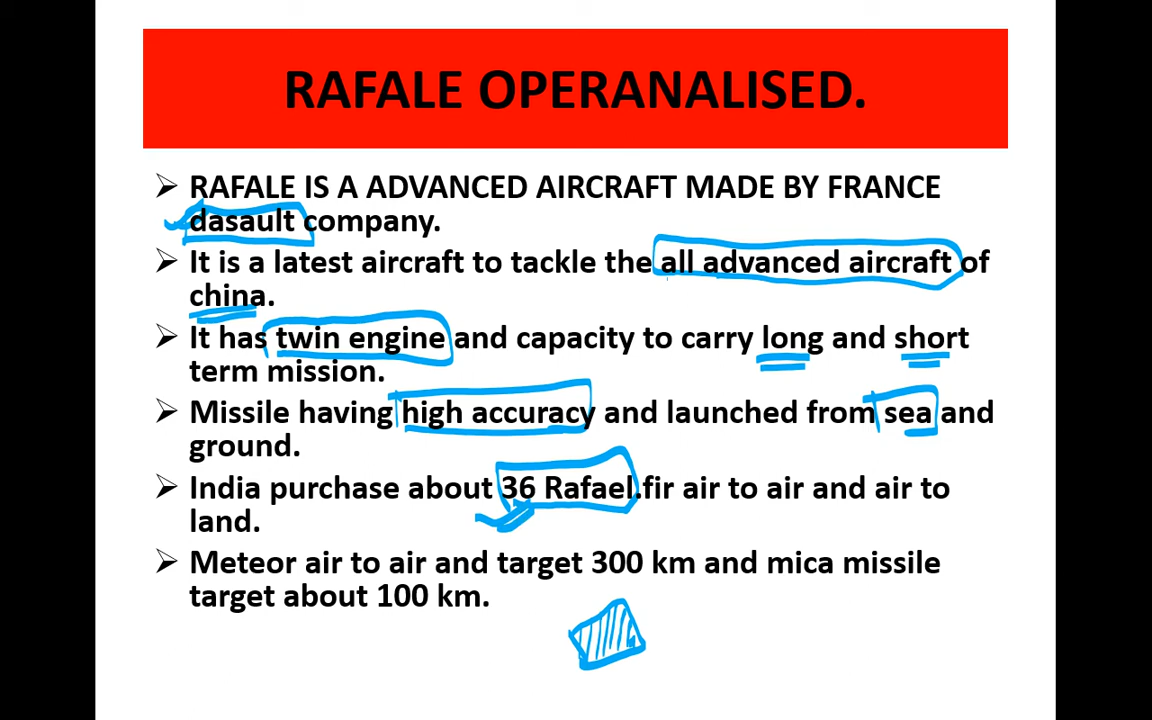 RAFALE OPERANALISED.
RAFALE IS A ADVANCED AIRCRAFT MADE BY FRANCE
dasault company.
It is a latest aircraft to tackle the all advanced aircraft of
china.
It has twin engine and capacity to carry long and short
term mission.
Missile having high accuracy and launched from sea and
ground.
India purchase about 36 Rafael.fir air to air and air to
land.
Meteor air to air and target 300 km and mica missile
target about 100 km.